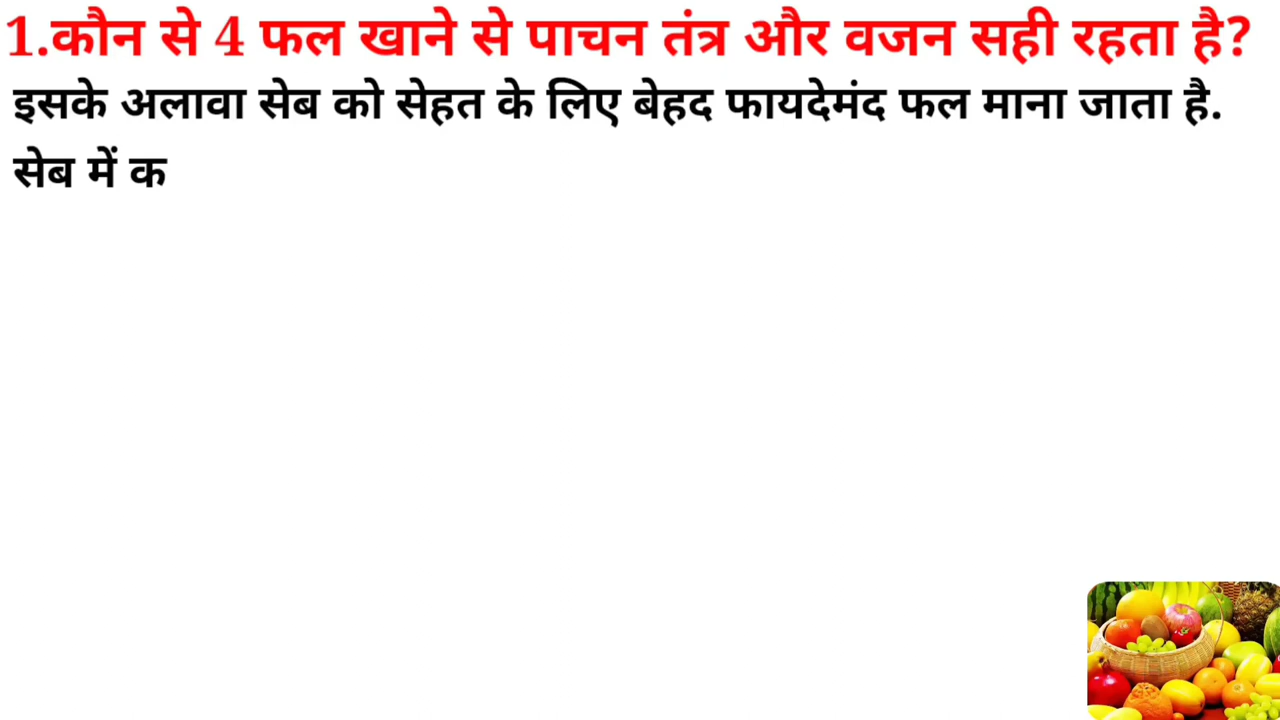 1.कौन से 4 फल खाने से पाचन तंत्र और वजन सही रहता है?
इसके अलावा सेब को सेहत के लिए बेहद फायदेमंद फल माना जाता है.
सेब में क